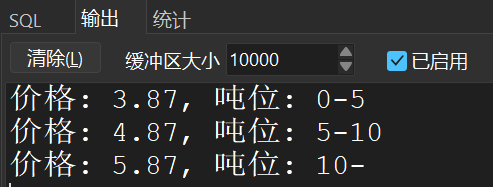 SQL 输出 统计
清除(L) 缓冲区大小 10000 已启用
价格: 3.87, 吨位: 0-5
价格: 4.87, 吨位: 5-10
价格: 5.87, 吨位: 10-